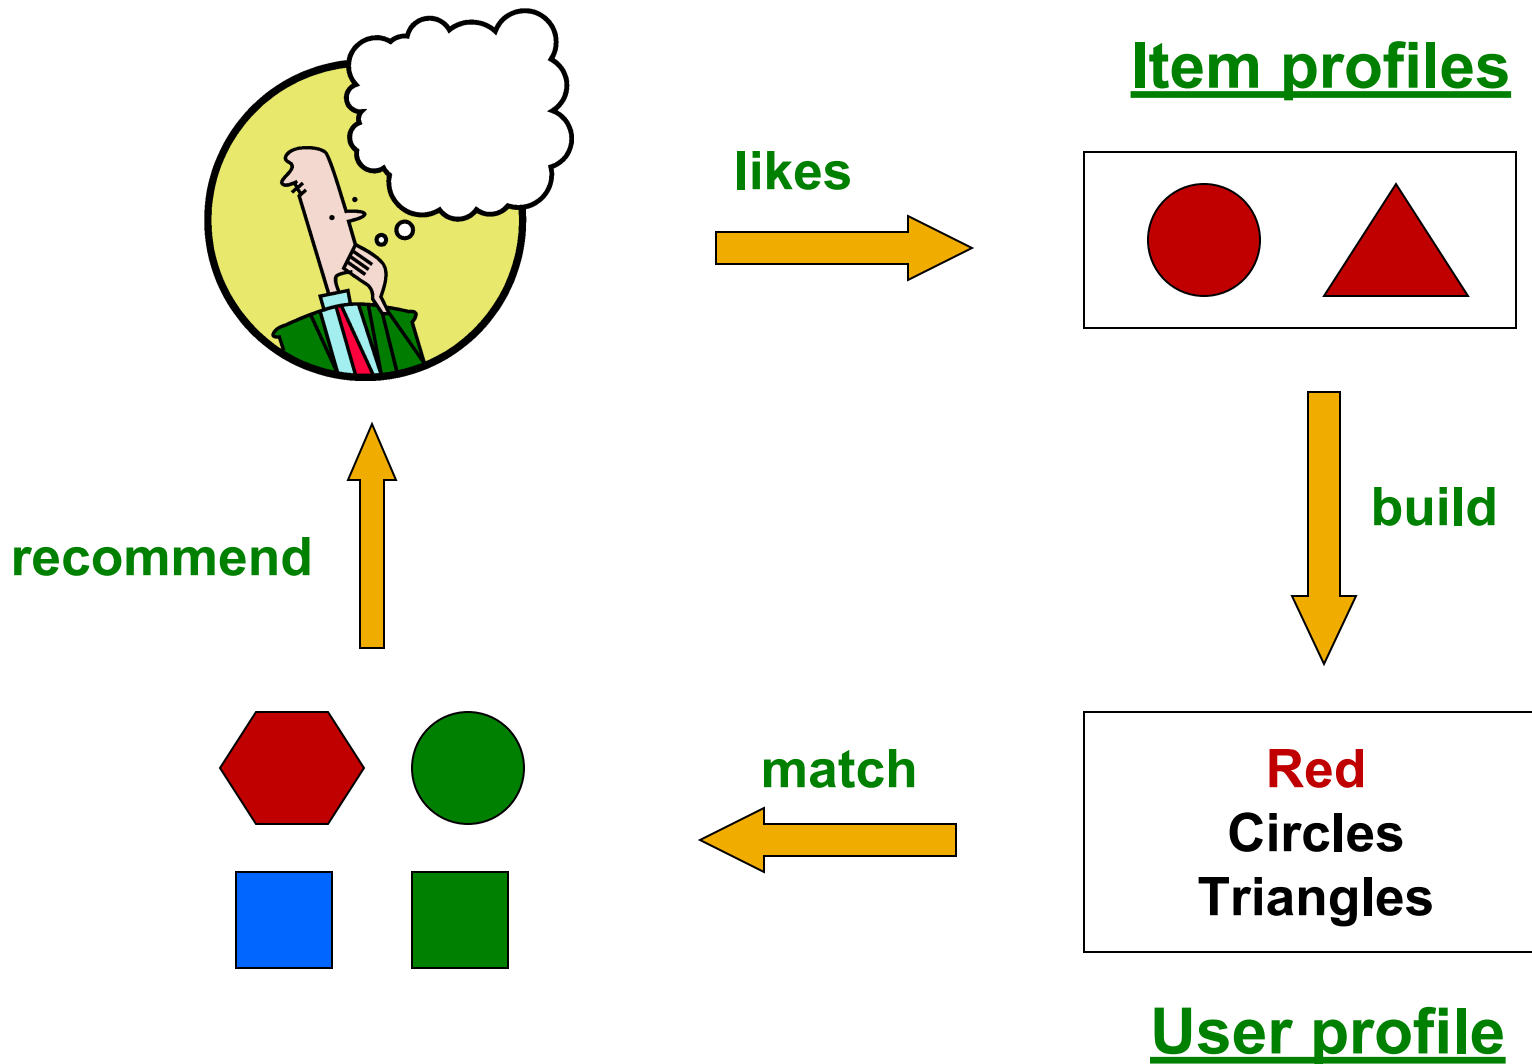 Item profiles
likes
build
recommend
match
Red
Circles
Triangles
User profile